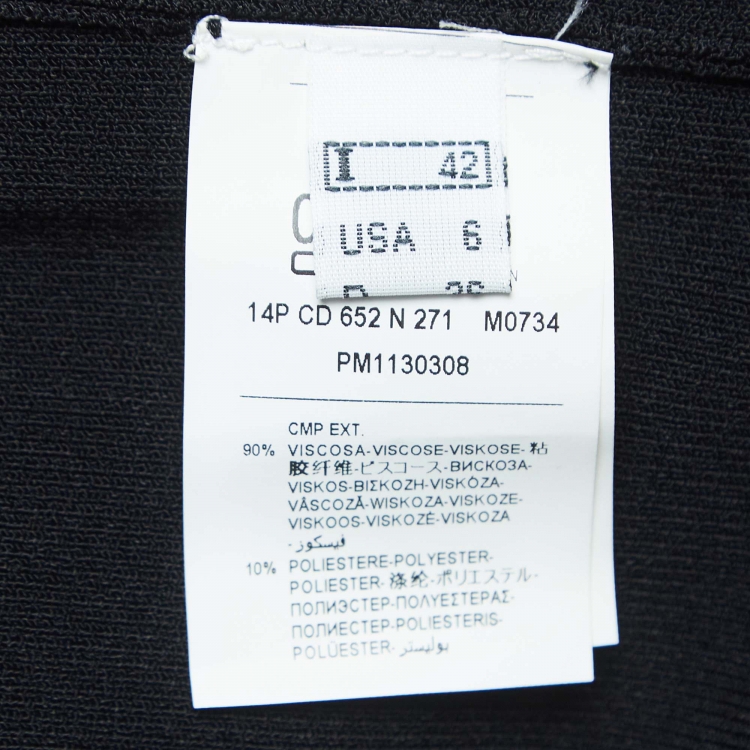 I 42
USA 6
14P CD 652 N 271 M0734
PM1130308
CMP EXT.
90% VISCOSA-VISCOSE-VISKOSE-粘
胶纤维-ビスコース-ВИСКОЗА-
VISKOS-ΒΙΣΚΟΖΗ-VISKÓZA-
VÂSCOZĂ-WISKOZA-VISKOZE-
VISKOOS-VISKOZĖ-VISKOZA
فيسكوز-
10% POLIESTERE-POLYESTER-
POLIESTER-涤纶-ポリエステル-
ПОЛИЭСТЕР-ΠΟΛΥΕΣΤΕΡΑΣ-
ПОЛИЕСТЕР-POLIESTERIS-
POLÜESTER-بوليستر